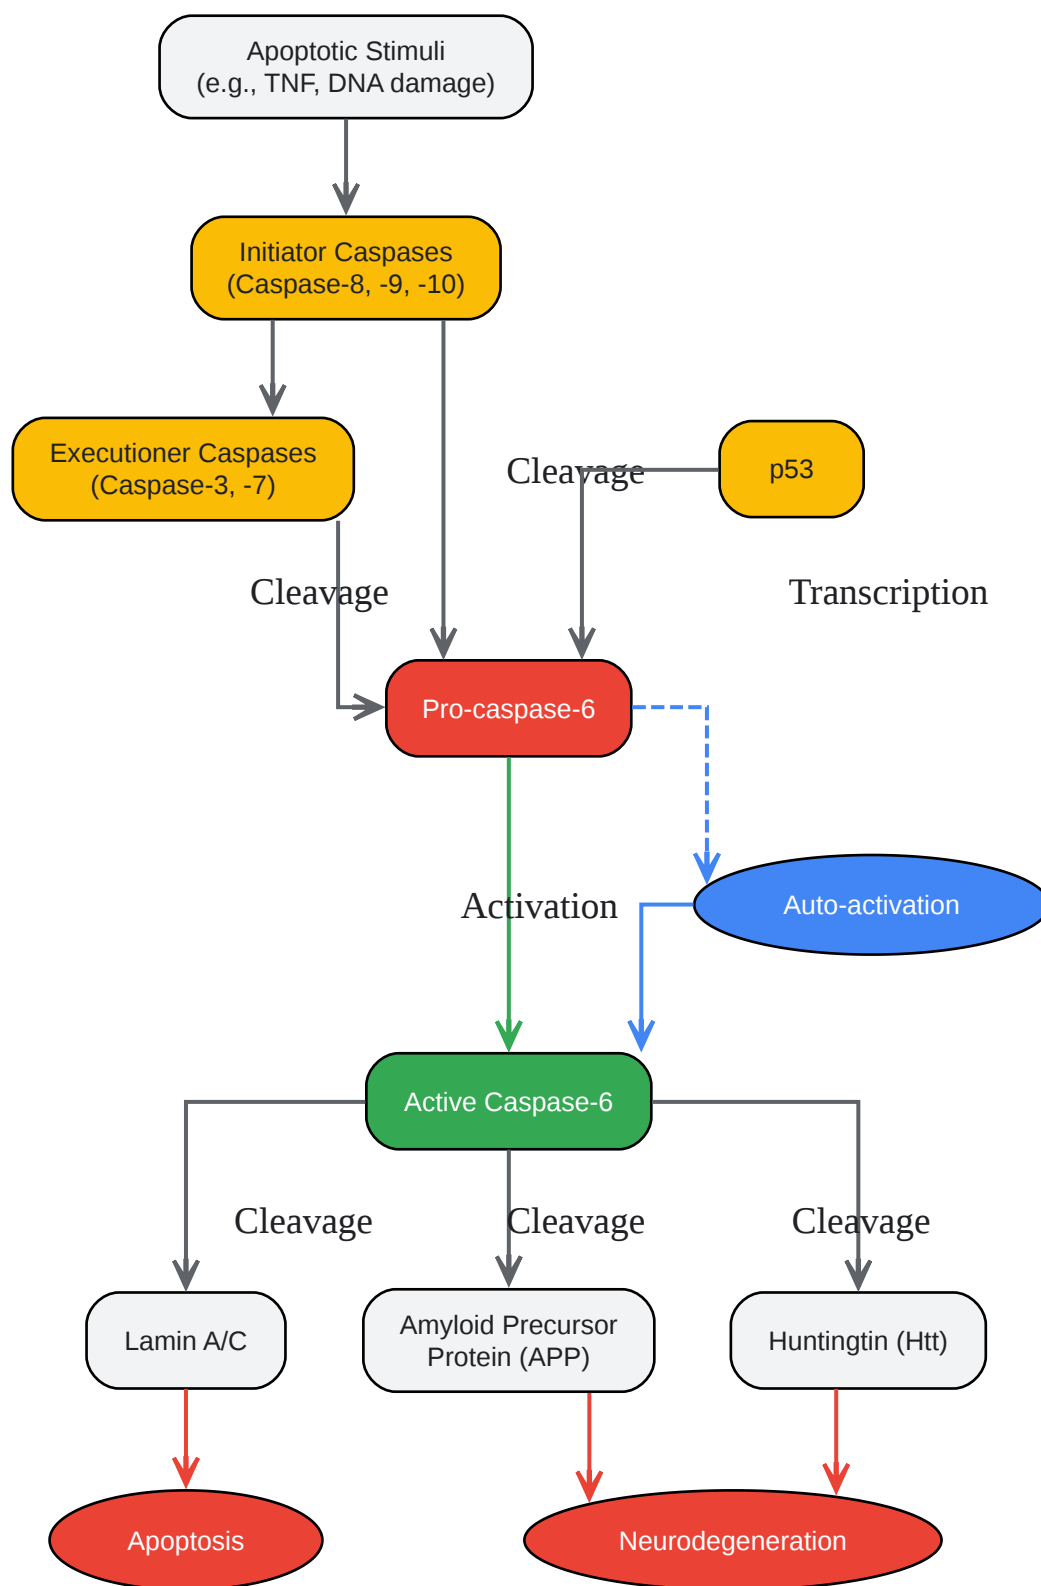 Apoptotic Stimuli
(e.g., TNF, DNA damage)
Initiator Caspases
(Caspase-8, -9, -10)
Executioner Caspases
(Caspase-3, -7)
Cleavage
p53
Cleavage
Transcription
Pro-caspase-6
Activation
Auto-activation
Active Caspase-6
Cleavage
Cleavage
Cleavage
Lamin A/C
Amyloid Precursor
Protein (APP)
Huntingtin (Htt)
Apoptosis
Neurodegeneration